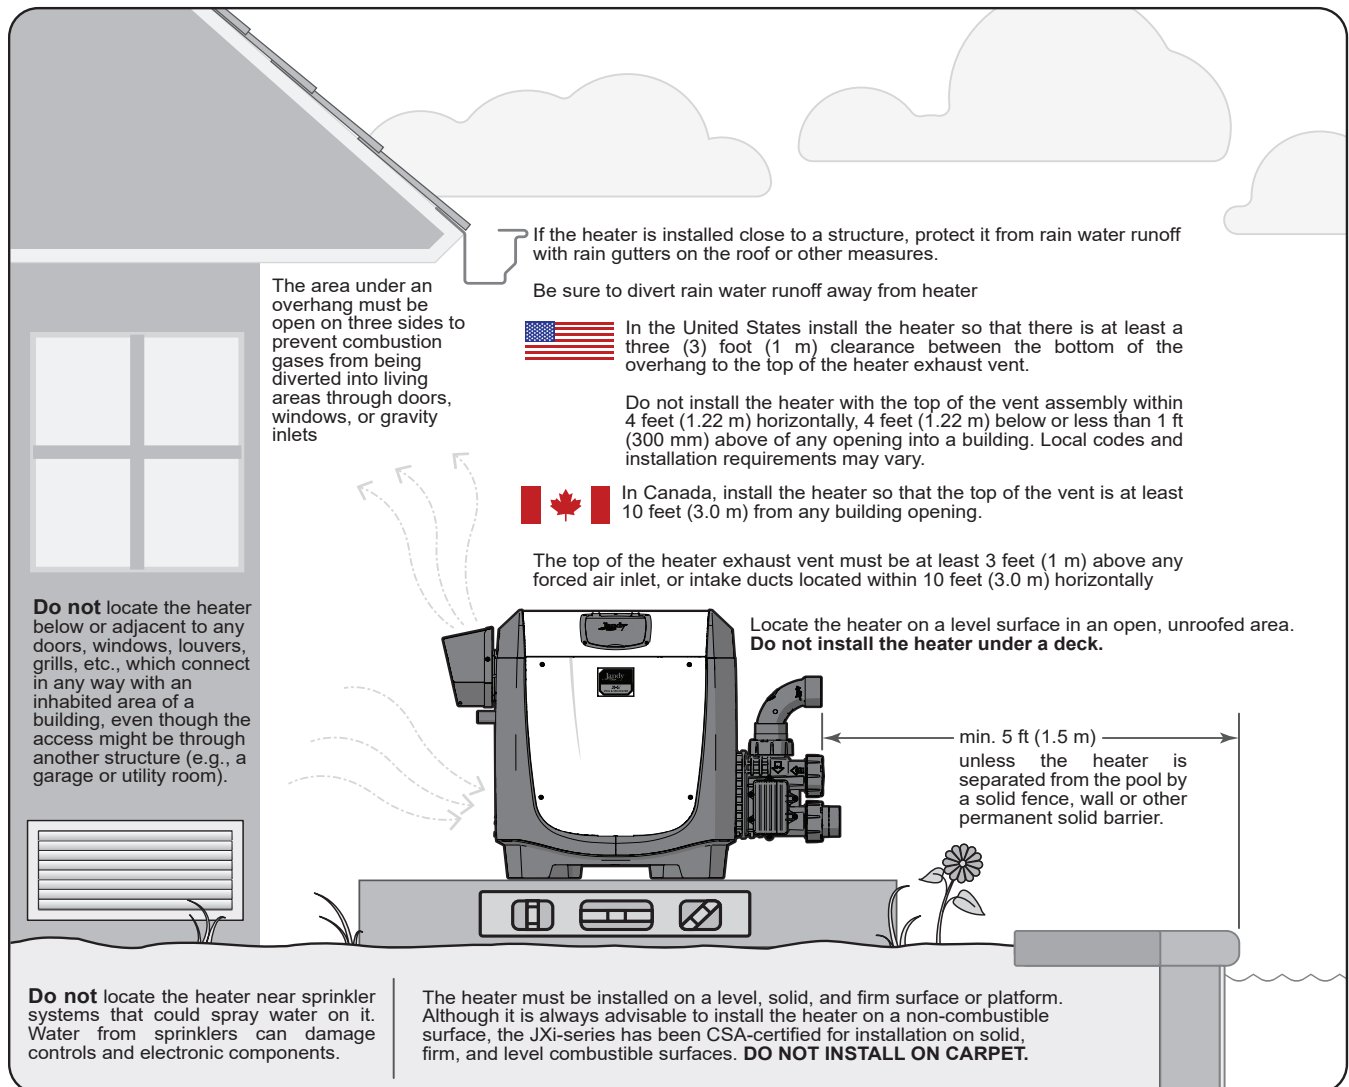 If the heater is installed close to a structure, protect it from rain water runoff
with rain gutters on the roof or other measures.
Be sure to divert rain water runoff away from heater
The area under an
overhang must be
open on three sides to
prevent combustion
gases from being
diverted into living
areas through doors,
windows, or gravity
inlets
In the United States install the heater so that there is at least a
three (3) foot (1 m) clearance between the bottom of the
overhang to the top of the heater exhaust vent.
Do not install the heater with the top of the vent assembly within
4 feet (1.22 m) horizontally, 4 feet (1.22 m) below or less than 1 ft
(300 mm) above of any opening into a building. Local codes and
installation requirements may vary.
In Canada, install the heater so that the top of the vent is at least
10 feet (3.0 m) from any building opening.
The top of the heater exhaust vent must be at least 3 feet (1 m) above any
forced air inlet, or intake ducts located within 10 feet (3.0 m) horizontally
Do not locate the heater
below or adjacent to any
doors, windows, louvers,
grills, etc., which connect
in any way with an
inhabited area of a
building, even though the
access might be through
another structure (e.g., a
garage or utility room).
Locate the heater on a level surface in an open, unroofed area.
Do not install the heater under a deck.
Jandy
min. 5 ft (1.5 m)
unless the heater is
separated from the pool by
a solid fence, wall or other
permanent solid barrier.
Do not locate the heater near sprinkler
systems that could spray water on it.
Water from sprinklers can damage
controls and electronic components.
The heater must be installed on a level, solid, and firm surface or platform.
Although it is always advisable to install the heater on a non-combustible
surface, the JXi-series has been CSA-certified for installation on solid,
firm, and level combustible surfaces. DO NOT INSTALL ON CARPET.